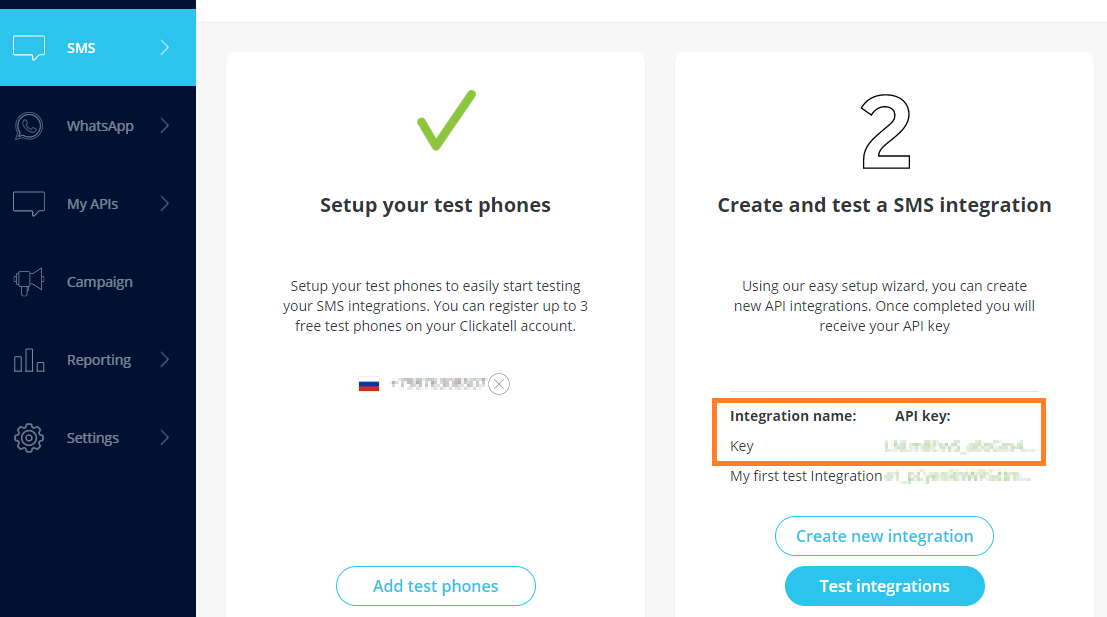 SMS
WhatsApp
My APIs
Campaign
Reporting
Settings
Setup your test phones
Setup your test phones to easily start testing
your SMS integrations. You can register up to 3
free test phones on your Clickatell account.
Add test phones
2
Create and test a SMS integration
Using our easy setup wizard, you can create
new API integrations. Once completed you will
receive your API key
Integration name: API key:
Key
My first test Integration
Create new integration
Test integrations